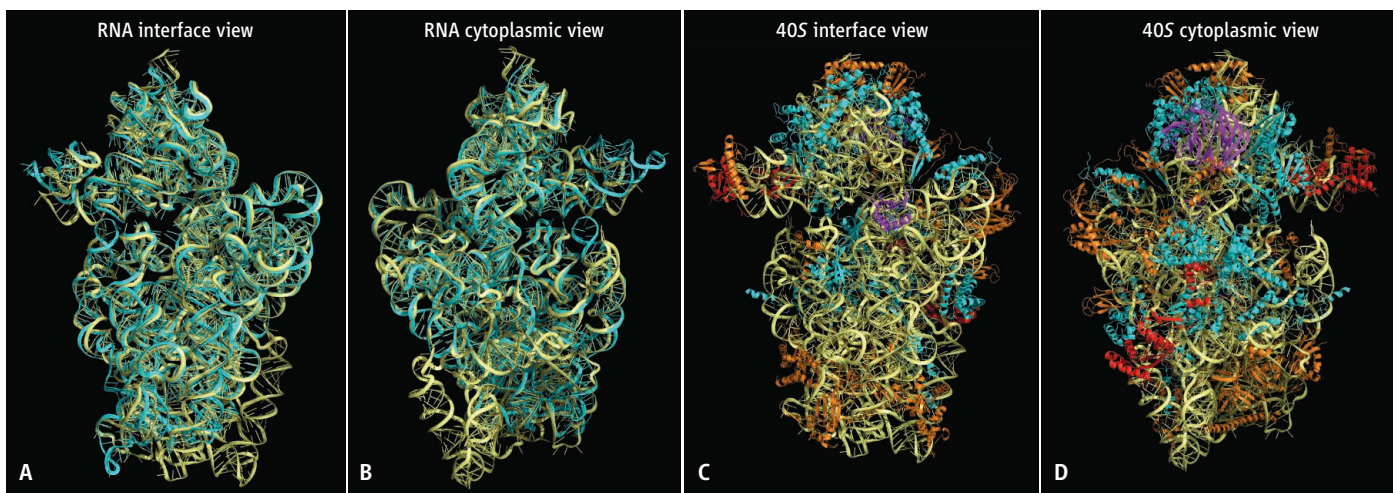 RNA interface view
RNA cytoplasmic view
40S interface view
40S cytoplasmic view
A
B
C
D